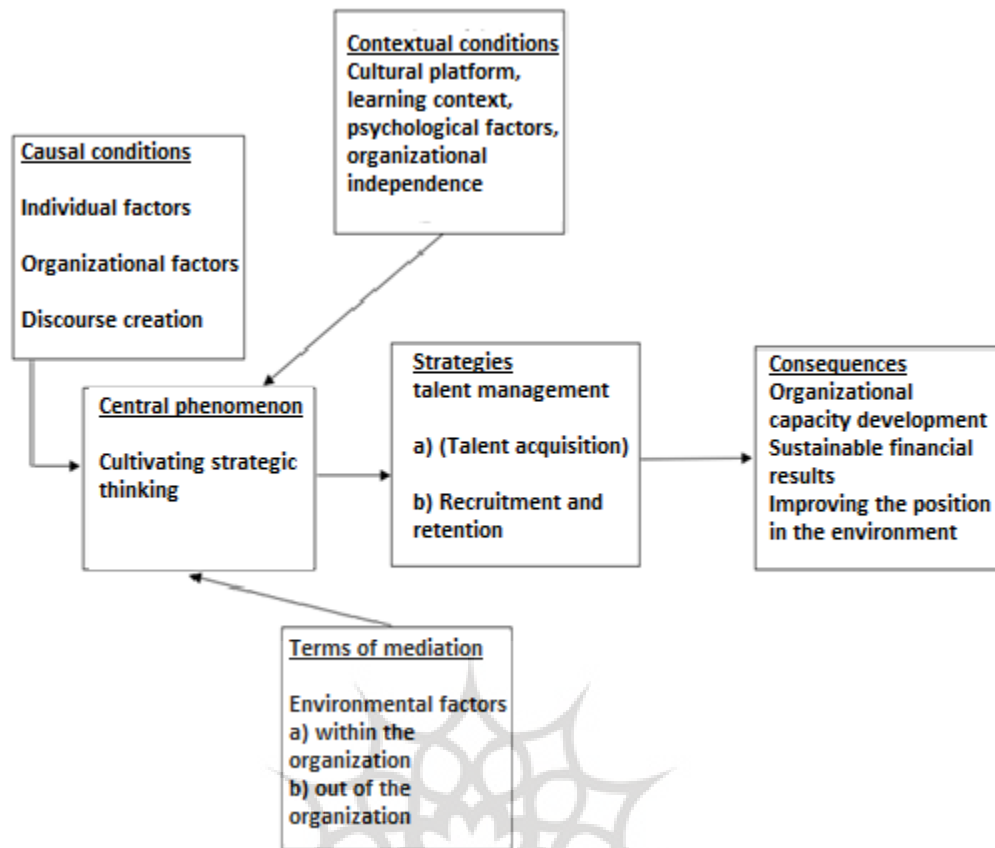 Contextual conditions
Cultural platform,
learning context,
psychological factors,
organizational
independence
Causal conditions
Individual factors
Organizational factors
Discourse creation
Central phenomenon
Cultivating strategic
thinking
Strategies
talent management
a) (Talent acquisition)
b) Recruitment and
retention
Consequences
Organizational
capacity development
Sustainable financial
results
Improving the position
in the environment
Terms of mediation
Environmental factors
a) within the
organization
b) out of the
organization